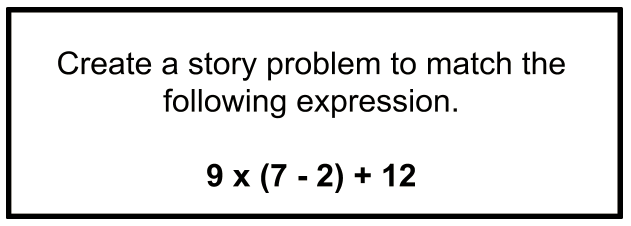 Create a story problem to match the
following expression.
9 x (7 - 2) + 12